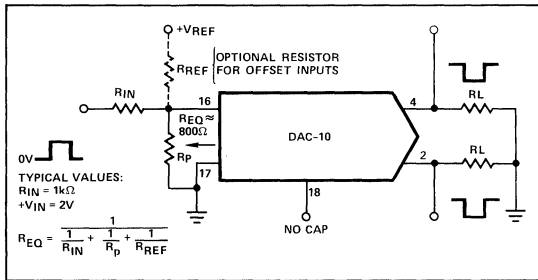 +VREF
RREF
OPTIONAL RESISTOR
FOR OFFSET INPUTS
RIN
16
4
RL
REQ ≈
800Ω
DAC-10
RP
17
2
RL
18
0V
NO CAP
TYPICAL VALUES:
RIN = 1kΩ
+VIN = 2V
REQ = 1 / (1/RIN + 1/Rp + 1/RREF)